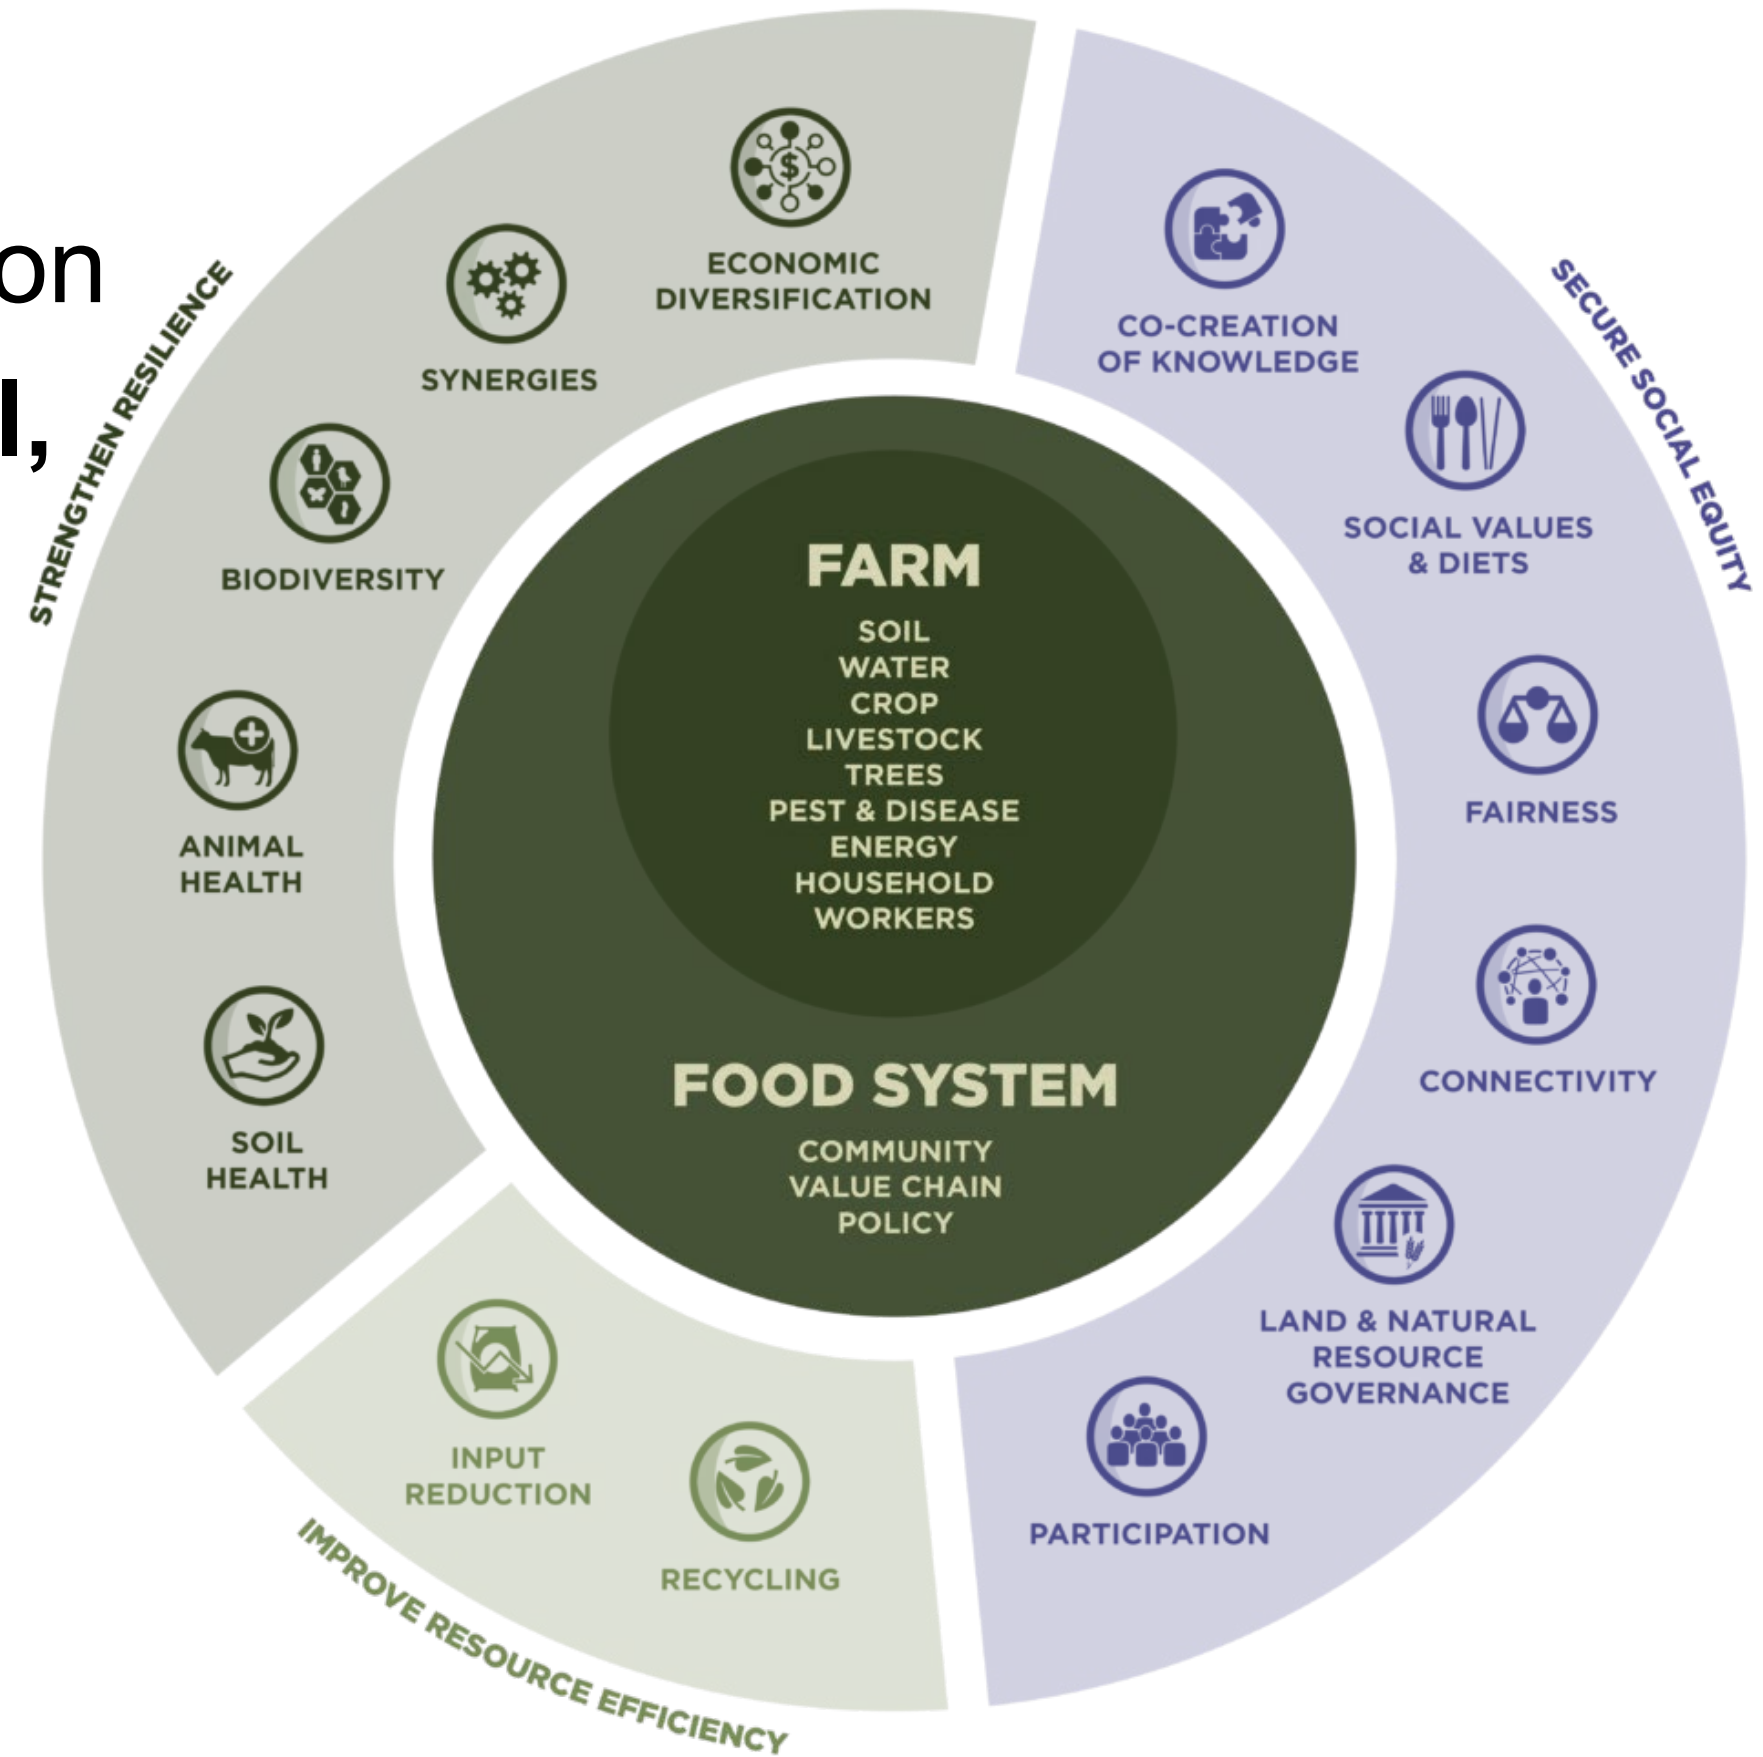 on
l,
STRENGTHEN RESILIENCE
ECONOMIC
DIVERSIFICATION
SYNERGIES
BIODIVERSITY
ANIMAL
HEALTH
SOIL
HEALTH
SECURE SOCIAL EQUITY
CO-CREATION
OF KNOWLEDGE
SOCIAL VALUES
& DIETS
FAIRNESS
CONNECTIVITY
LAND & NATURAL
RESOURCE
GOVERNANCE
PARTICIPATION
IMPROVE RESOURCE EFFICIENCY
INPUT
REDUCTION
RECYCLING
FARM
SOIL
WATER
CROP
LIVESTOCK
TREES
PEST & DISEASE
ENERGY
HOUSEHOLD
WORKERS
FOOD SYSTEM
COMMUNITY
VALUE CHAIN
POLICY
$